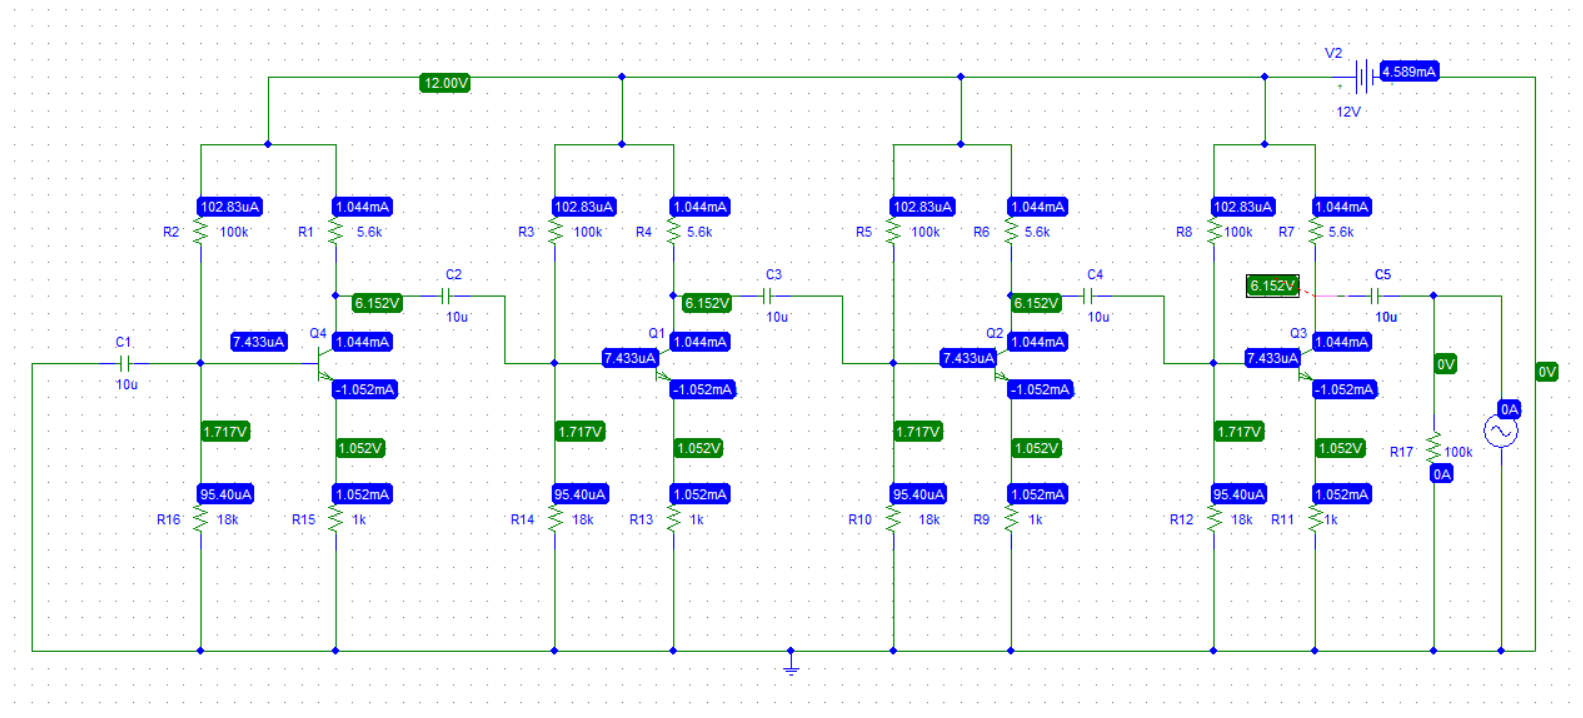 V2
4.589mA
12.00V
12V
102.83uA
1.044mA
102.83uA
1.044mA
102.83uA
1.044mA
102.83uA
1.044mA
R2
100k
R1
5.6k
R3
100k
R4
5.6k
R5
100k
R6
5.6k
R8
100k
R7
5.6k
C2
C3
C4
C5
6.152V
6.152V
6.152V
6.152V
10u
10u
10u
10u
C1
7.433uA
Q4
1.044mA
Q1
1.044mA
Q2
1.044mA
Q3
1.044mA
7.433uA
7.433uA
7.433uA
0V
0V
10u
-1.052mA
-1.052mA
-1.052mA
-1.052mA
0A
1.717V
1.052V
1.717V
1.052V
1.717V
1.052V
1.717V
1.052V
R17
100k
0A
95.40uA
1.052mA
95.40uA
1.052mA
95.40uA
1.052mA
95.40uA
1.052mA
R16
18k
R15
1k
R14
18k
R13
1k
R10
18k
R9
1k
R12
18k
R11
1k